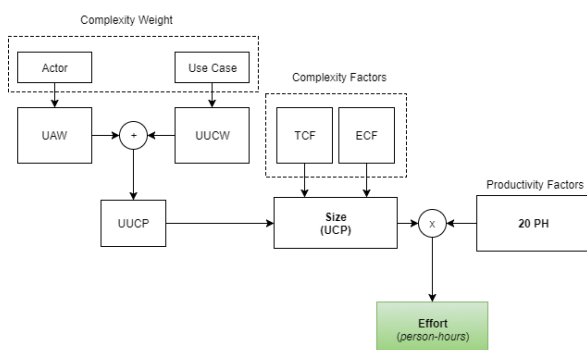 Complexity Weight
Actor
Use Case
Complexity Factors
UAW
+
UUCW
TCF
ECF
Productivity Factors
UUCP
Size
(UCP)
x
20 PH
Effort
(person-hours)